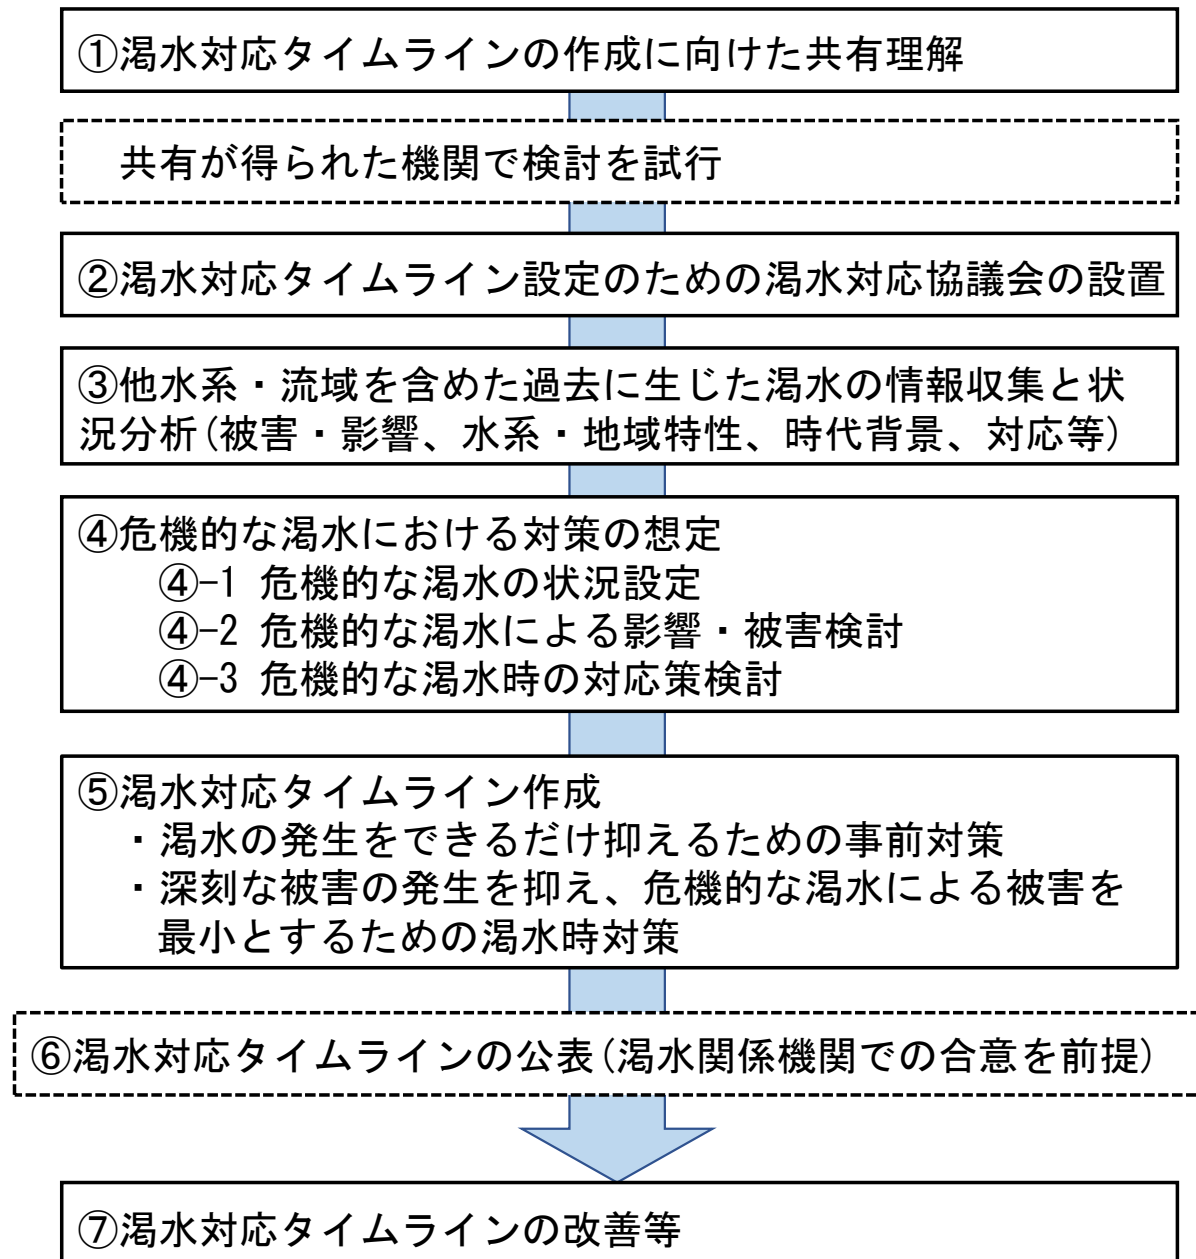 ①渇水対応タイムラインの作成に向けた共有理解
共有が得られた機関で検討を試行
②渇水対応タイムライン設定のための渇水対応協議会の設置
③他水系・流域を含めた過去に生じた渇水の情報収集と状
況分析(被害・影響、水系・地域特性、時代背景、対応等)
④危機的な渇水における対策の想定
④-1 危機的な渇水の状況設定
④-2 危機的な渇水による影響・被害検討
④-3 危機的な渇水時の対応策検討
⑤渇水対応タイムライン作成
・渇水の発生をできるだけ抑えるための事前対策
・深刻な被害の発生を抑え、危機的な渇水による被害を
最小とするための渇水時対策
⑥渇水対応タイムラインの公表(渇水関係機関での合意を前提)
⑦渇水対応タイムラインの改善等